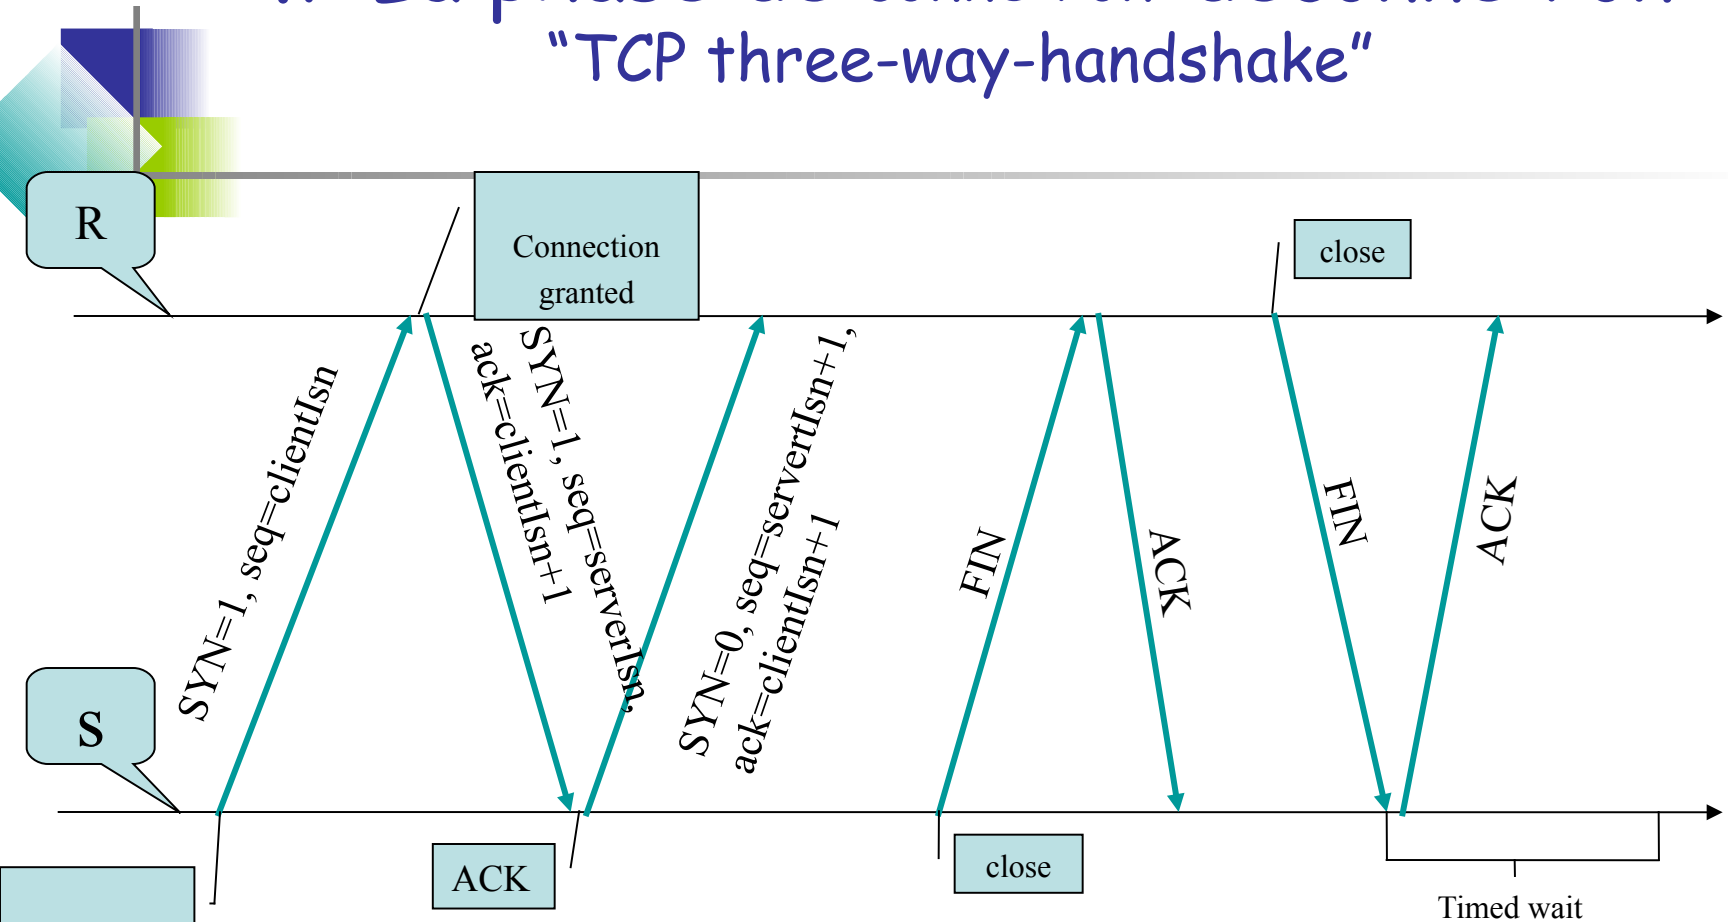 “TCP three-way-handshake”
R
Connection
granted
close
SYN=1, seq=clientIsn
SYN=1, seq=serverIsn,
ack=clientIsn+1
SYN=0, seq=servertIsn+1,
ack=clientIsn+1
FIN
ACK
FIN
ACK
S
ACK
close
Timed wait